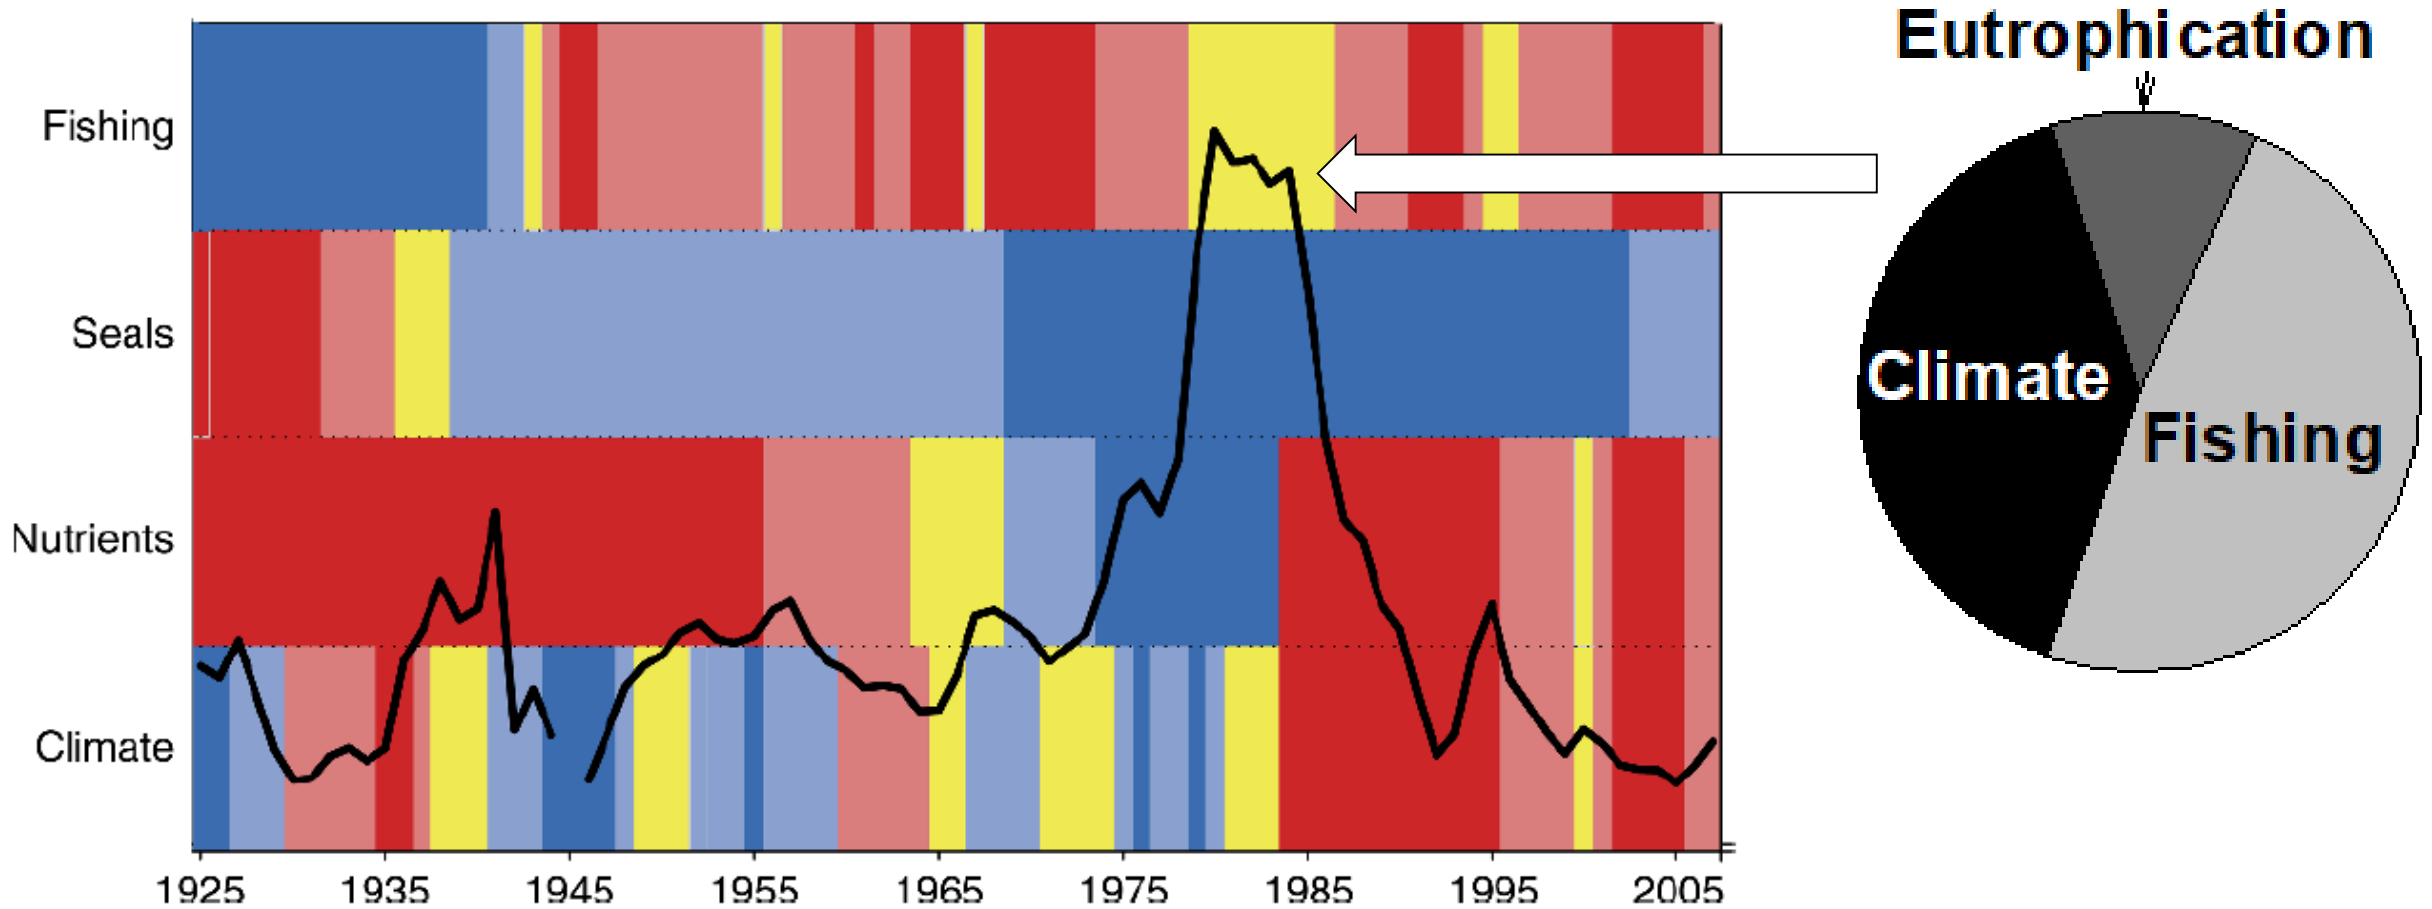 Eutrophication
Fishing
Seals
Nutrients
Climate
Climate
Fishing
1925 1935 1945 1955 1965 1975 1985 1995 2005